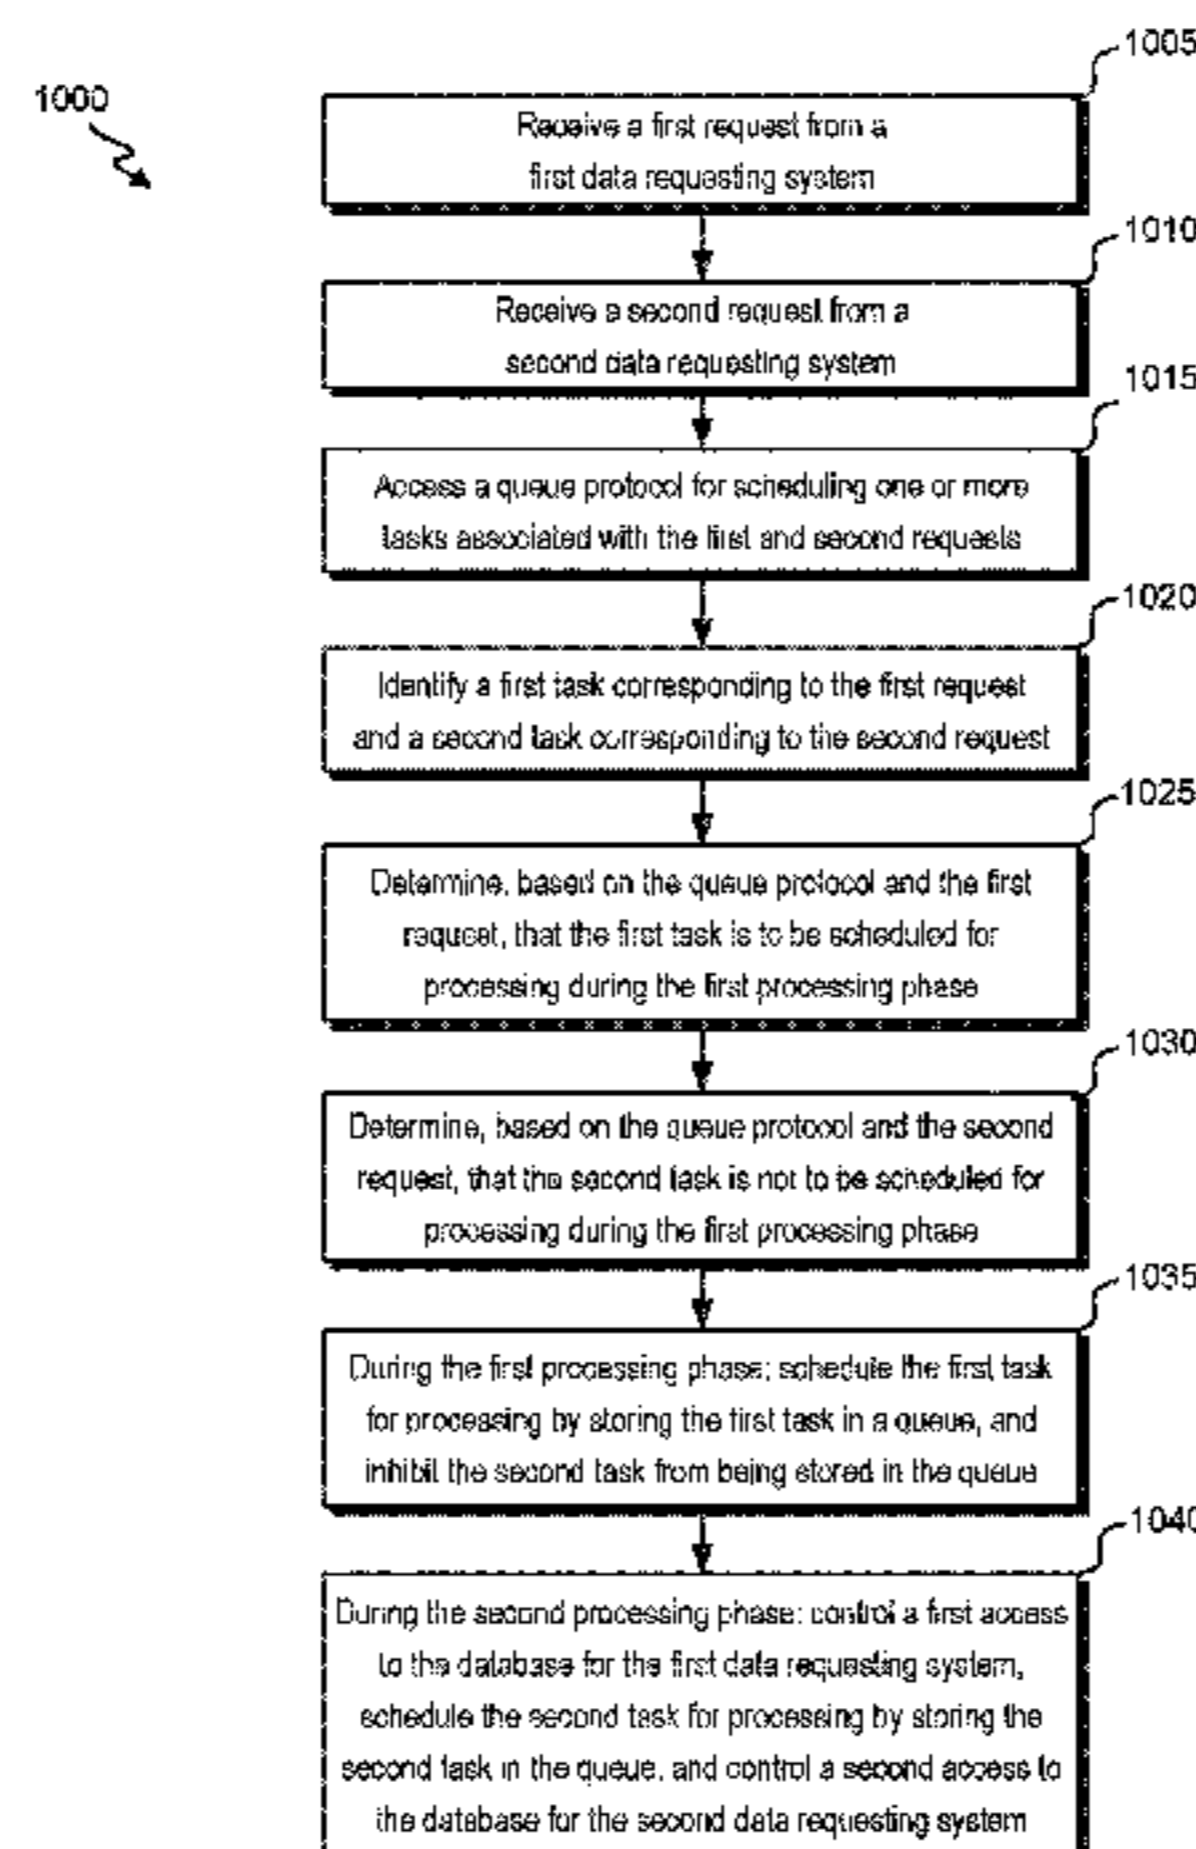 1005
1000
Receive a first request from a
first data requesting system
1010
Receive a second request from a
second data requesting system
1015
Access a queue protocol for scheduling one or more
tasks associated with the first and second requests
1020
Identify a first task corresponding to the first request
and a second task corresponding to the second request
1025
Determine, based on the queue protocol and the first
request, that the first task is to be scheduled for
processing during the first processing phase
1030
Determine, based on the queue protocol and the second
request, that the second task is not to be scheduled for
processing during the first processing phase
1035
During the first processing phase: schedule the first task
for processing by storing the first task in a queue, and
inhibit the second task from being stored in the queue
1040
During the second processing phase: control a first access
to the database for the first data requesting system,
schedule the second task for processing by storing the
second task in the queue, and control a second access to
the database for the second data requesting system